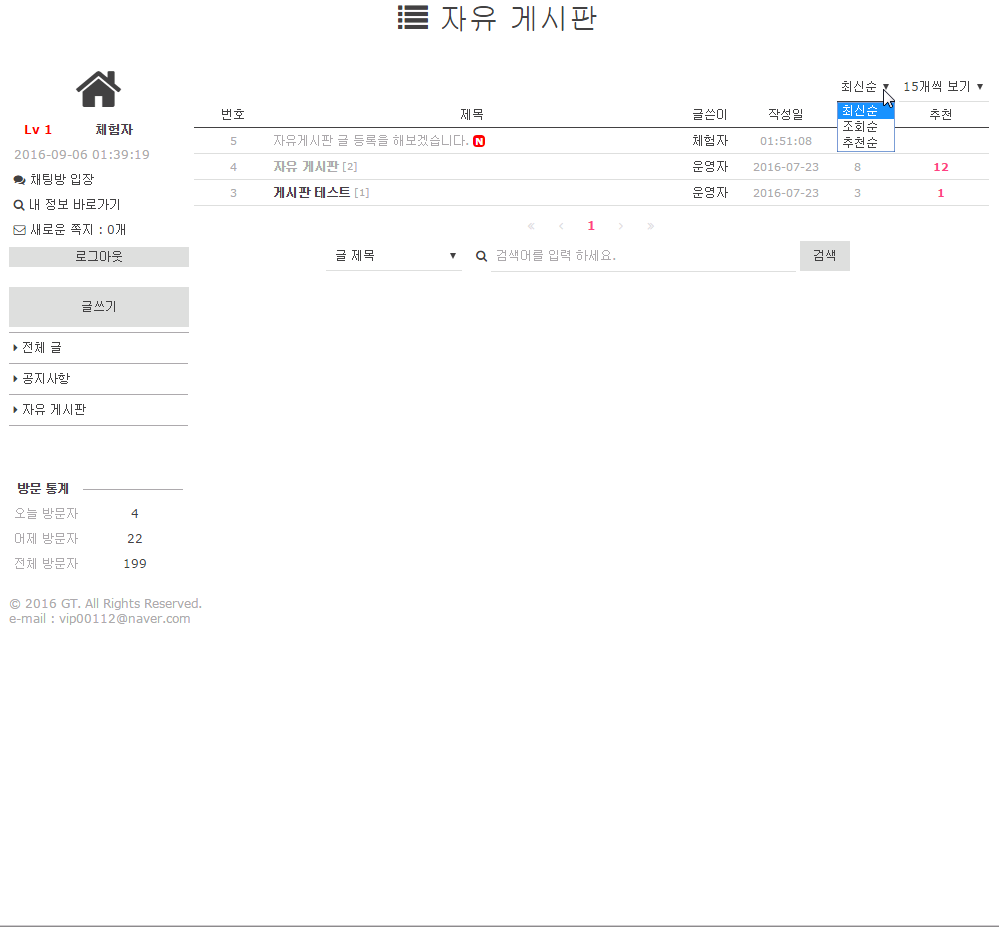 자유 게시판
Lv 1 체험자
2016-09-06 01:39:19
채팅방 입장
내 정보 바로가기
새로운 쪽지 : 0개
로그아웃
글쓰기
전체 글
공지사항
자유 게시판
방문 통계
오늘 방문자 4
어제 방문자 22
전체 방문자 199
© 2016 GT. All Rights Reserved.
e-mail : vip00112@naver.com
최신순 ▼ 15개씩 보기 ▼
최신순
조회순
추천순
번호 제목 글쓴이 작성일 추천
5 자유게시판 글 등록을 해보겠습니다. N 체험자 01:51:08
4 자유 게시판 [2] 운영자 2016-07-23 8 12
3 게시판 테스트 [1] 운영자 2016-07-23 3 1
« ‹ 1 › »
글 제목 ▼ 검색어를 입력 하세요. 검색